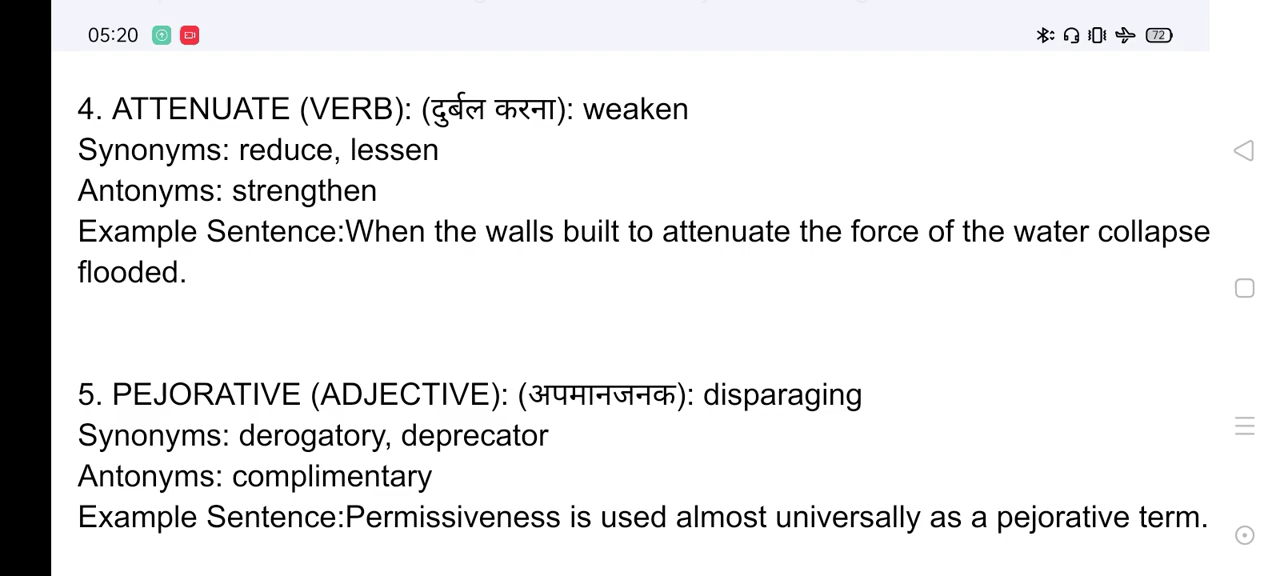 05:20
72
4. ATTENUATE (VERB): (दुर्बल करना): weaken
Synonyms: reduce, lessen
Antonyms: strengthen
Example Sentence:When the walls built to attenuate the force of the water collapse
flooded.
5. PEJORATIVE (ADJECTIVE): (अपमानजनक): disparaging
Synonyms: derogatory, deprecator
Antonyms: complimentary
Example Sentence:Permissiveness is used almost universally as a pejorative term.